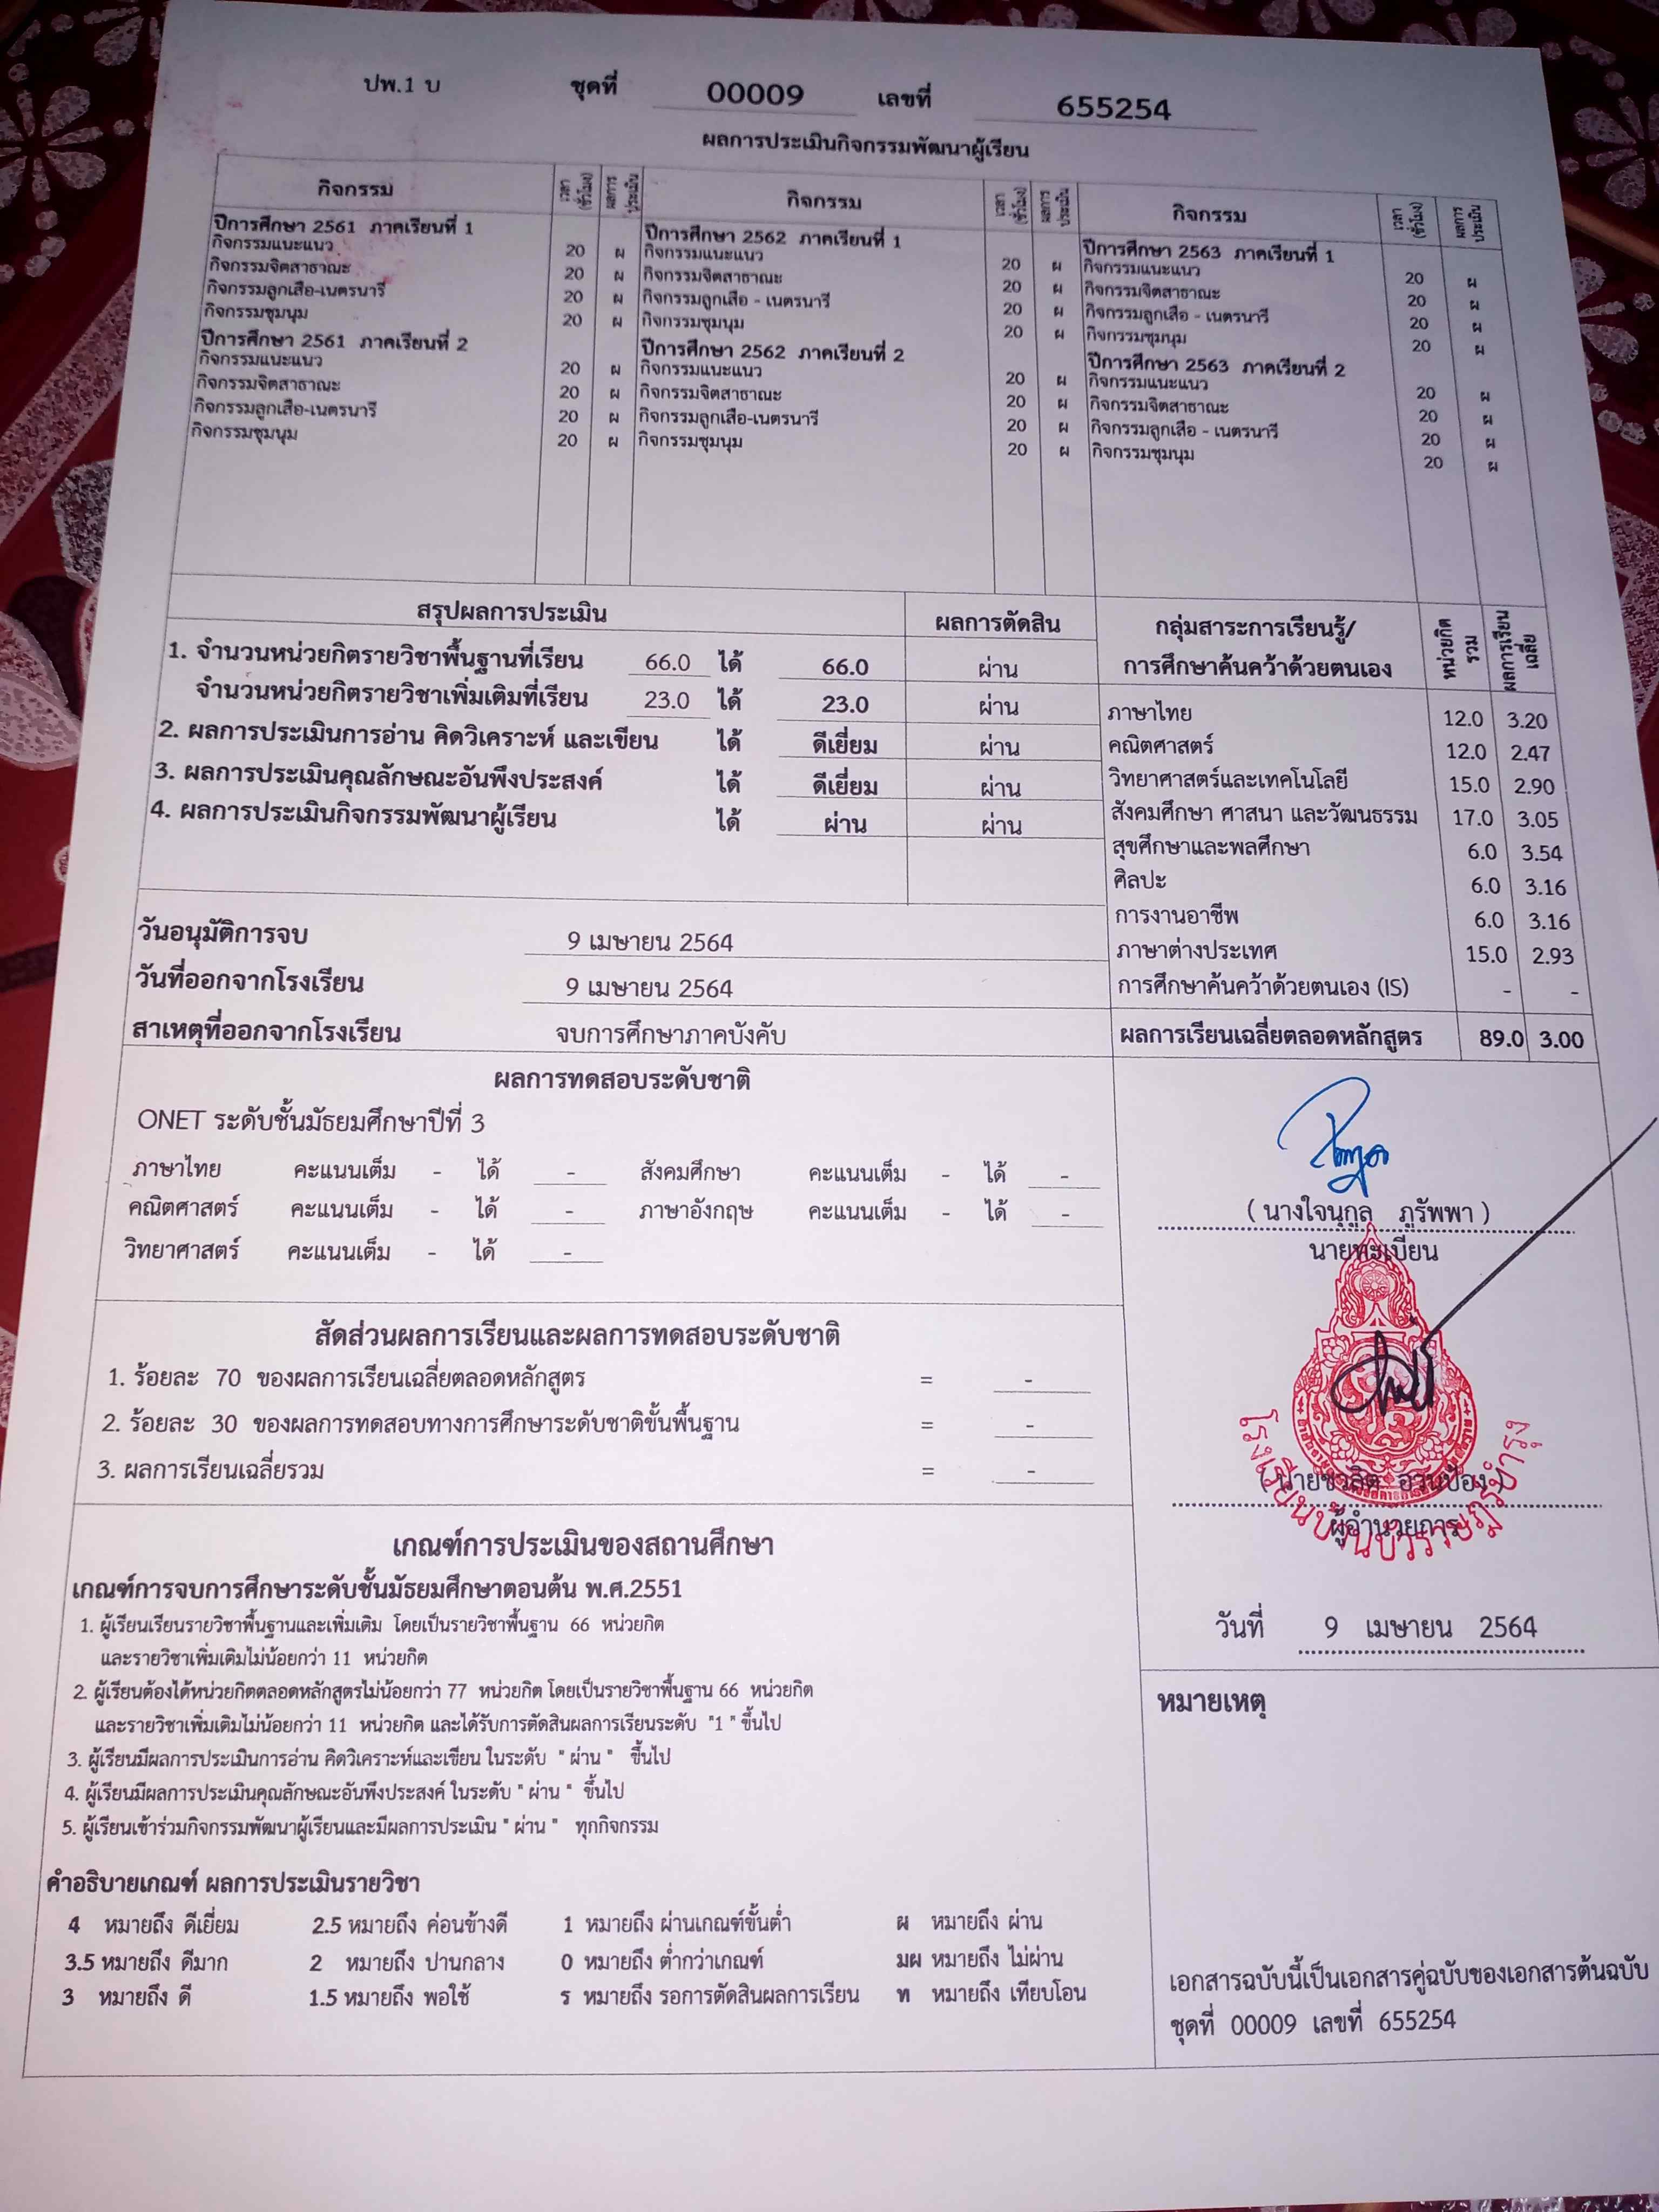 ปพ.1 บ ชุดที่ 00009 เลขที่ 655254
ผลการประเมินกิจกรรมพัฒนาผู้เรียน
กิจกรรม เวลา (ชั่วโมง) ผลการประเมิน กิจกรรม เวลา (ชั่วโมง) ผลการประเมิน กิจกรรม เวลา (ชั่วโมง) ผลการประเมิน
ปีการศึกษา 2561 ภาคเรียนที่ 1
กิจกรรมแนะแนว 20 ผ
กิจกรรมจิตสาธาณะ 20 ผ
กิจกรรมลูกเสือ-เนตรนารี 20 ผ
กิจกรรมชุมนุม 20 ผ
ปีการศึกษา 2561 ภาคเรียนที่ 2
กิจกรรมแนะแนว 20 ผ
กิจกรรมจิตสาธาณะ 20 ผ
กิจกรรมลูกเสือ-เนตรนารี 20 ผ
กิจกรรมชุมนุม 20 ผ
ปีการศึกษา 2562 ภาคเรียนที่ 1
กิจกรรมแนะแนว 20 ผ
กิจกรรมจิตสาธาณะ 20 ผ
กิจกรรมลูกเสือ - เนตรนารี 20 ผ
กิจกรรมชุมนุม 20 ผ
ปีการศึกษา 2562 ภาคเรียนที่ 2
กิจกรรมแนะแนว 20 ผ
กิจกรรมจิตสาธาณะ 20 ผ
กิจกรรมลูกเสือ-เนตรนารี 20 ผ
กิจกรรมชุมนุม 20 ผ
ปีการศึกษา 2563 ภาคเรียนที่ 1
กิจกรรมแนะแนว 20 ผ
กิจกรรมจิตสาธาณะ 20 ผ
กิจกรรมลูกเสือ - เนตรนารี 20 ผ
กิจกรรมชุมนุม 20 ผ
ปีการศึกษา 2563 ภาคเรียนที่ 2
กิจกรรมแนะแนว 20 ผ
กิจกรรมจิตสาธาณะ 20 ผ
กิจกรรมลูกเสือ - เนตรนารี 20 ผ
กิจกรรมชุมนุม 20 ผ
สรุปผลการประเมิน ผลการตัดสิน
1. จำนวนหน่วยกิตรายวิชาพื้นฐานที่เรียน 66.0 ได้ 66.0 ผ่าน
จำนวนหน่วยกิตรายวิชาเพิ่มเติมที่เรียน 23.0 ได้ 23.0 ผ่าน
2. ผลการประเมินการอ่าน คิดวิเคราะห์ และเขียน ได้ ดีเยี่ยม ผ่าน
3. ผลการประเมินคุณลักษณะอันพึงประสงค์ ได้ ดีเยี่ยม ผ่าน
4. ผลการประเมินกิจกรรมพัฒนาผู้เรียน ได้ ผ่าน ผ่าน
วันอนุมัติการจบ 9 เมษายน 2564
วันที่ออกจากโรงเรียน 9 เมษายน 2564
สาเหตุที่ออกจากโรงเรียน จบการศึกษาภาคบังคับ
กลุ่มสาระการเรียนรู้/ หน่วยกิตรวม ผลการเรียนเฉลี่ย
การศึกษาค้นคว้าด้วยตนเอง
ภาษาไทย 12.0 3.20
คณิตศาสตร์ 12.0 2.47
วิทยาศาสตร์และเทคโนโลยี 15.0 2.90
สังคมศึกษา ศาสนา และวัฒนธรรม 17.0 3.05
สุขศึกษาและพลศึกษา 6.0 3.54
ศิลปะ 6.0 3.16
การงานอาชีพ 6.0 3.16
ภาษาต่างประเทศ 15.0 2.93
การศึกษาค้นคว้าด้วยตนเอง (IS) - -
ผลการเรียนเฉลี่ยตลอดหลักสูตร 89.0 3.00
ผลการทดสอบระดับชาติ
ONET ระดับชั้นมัธยมศึกษาปีที่ 3
ภาษาไทย คะแนนเต็ม - ได้ - สังคมศึกษา คะแนนเต็ม - ได้ -
คณิตศาสตร์ คะแนนเต็ม - ได้ - ภาษาอังกฤษ คะแนนเต็ม - ได้ -
วิทยาศาสตร์ คะแนนเต็ม - ได้ -
สัดส่วนผลการเรียนและผลการทดสอบระดับชาติ
1. ร้อยละ 70 ของผลการเรียนเฉลี่ยตลอดหลักสูตร = -
2. ร้อยละ 30 ของผลการทดสอบทางการศึกษาระดับชาติขั้นพื้นฐาน = -
3. ผลการเรียนเฉลี่ยรวม = -
( นางใจนุกูล ภูรัพพา )
นายทะเบียน
ผู้อำนวยการ
วันที่ 9 เมษายน 2564
เกณฑ์การประเมินของสถานศึกษา
เกณฑ์การจบการศึกษาระดับชั้นมัธยมศึกษาตอนต้น พ.ศ.2551
1. ผู้เรียนเรียนรายวิชาพื้นฐานและเพิ่มเติม โดยเป็นรายวิชาพื้นฐาน 66 หน่วยกิต
และรายวิชาเพิ่มเติมไม่น้อยกว่า 11 หน่วยกิต
2. ผู้เรียนต้องได้หน่วยกิตตลอดหลักสูตรไม่น้อยกว่า 77 หน่วยกิต โดยเป็นรายวิชาพื้นฐาน 66 หน่วยกิต
และรายวิชาเพิ่มเติมไม่น้อยกว่า 11 หน่วยกิต และได้รับการตัดสินผลการเรียนระดับ "1 " ขึ้นไป
3. ผู้เรียนมีผลการประเมินการอ่าน คิดวิเคราะห์และเขียน ในระดับ " ผ่าน " ขึ้นไป
4. ผู้เรียนมีผลการประเมินคุณลักษณะอันพึงประสงค์ ในระดับ " ผ่าน " ขึ้นไป
5. ผู้เรียนเข้าร่วมกิจกรรมพัฒนาผู้เรียนและมีผลการประเมิน " ผ่าน " ทุกกิจกรรม
คำอธิบายเกณฑ์ ผลการประเมินรายวิชา
4 หมายถึง ดีเยี่ยม 2.5 หมายถึง ค่อนข้างดี 1 หมายถึง ผ่านเกณฑ์ขั้นต่ำ ผ หมายถึง ผ่าน
3.5 หมายถึง ดีมาก 2 หมายถึง ปานกลาง 0 หมายถึง ต่ำกว่าเกณฑ์ มผ หมายถึง ไม่ผ่าน
3 หมายถึง ดี 1.5 หมายถึง พอใช้ ร หมายถึง รอการตัดสินผลการเรียน ท หมายถึง เทียบโอน
หมายเหตุ
เอกสารฉบับนี้เป็นเอกสารคู่ฉบับของเอกสารต้นฉบับ
ชุดที่ 00009 เลขที่ 655254